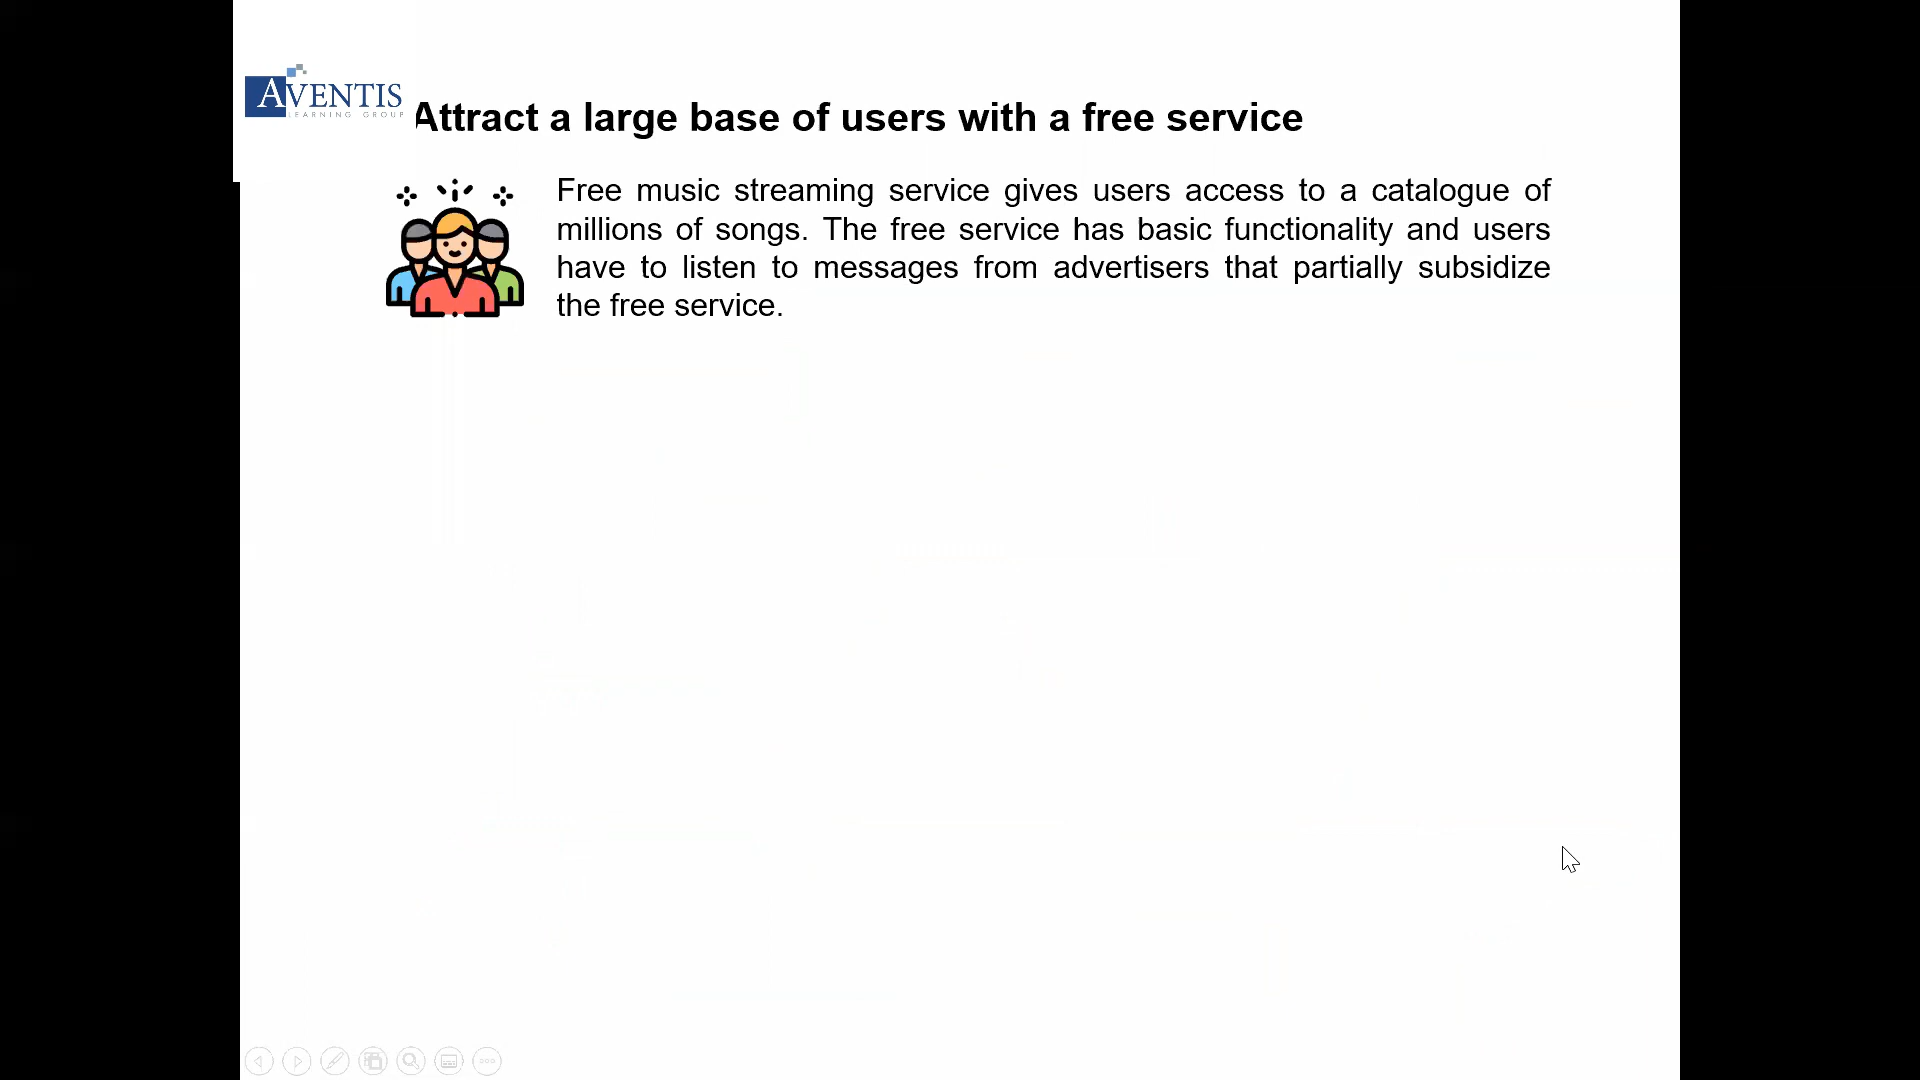 AVENTIS
LEARNING GROUP
Attract a large base of users with a free service
Free music streaming service gives users access to a catalogue of
millions of songs. The free service has basic functionality and users
have to listen to messages from advertisers that partially subsidize
the free service.